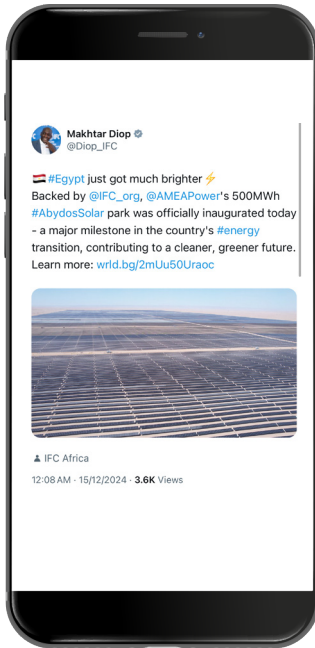 Makhtar Diop
@Diop_IFC
🇪🇬 #Egypt just got much brighter⚡
Backed by @IFC_org, @AMEAPower's 500MWh
#AbydosSolar park was officially inaugurated today
- a major milestone in the country's #energy
transition, contributing to a cleaner, greener future.
Learn more: wrld.bg/2mUu50Uraoc
IFC Africa
12:08 AM · 15/12/2024 · 3.6K Views